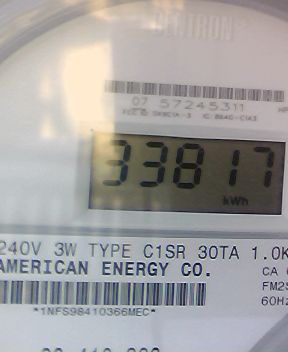 CENTRON
07 57245311
33817
kWh
240V 3W TYPE C1SR 30TA 1.0K
AMERICAN ENERGY CO.
CA
FM2S
60Hz
*1NFS98410366MEC*